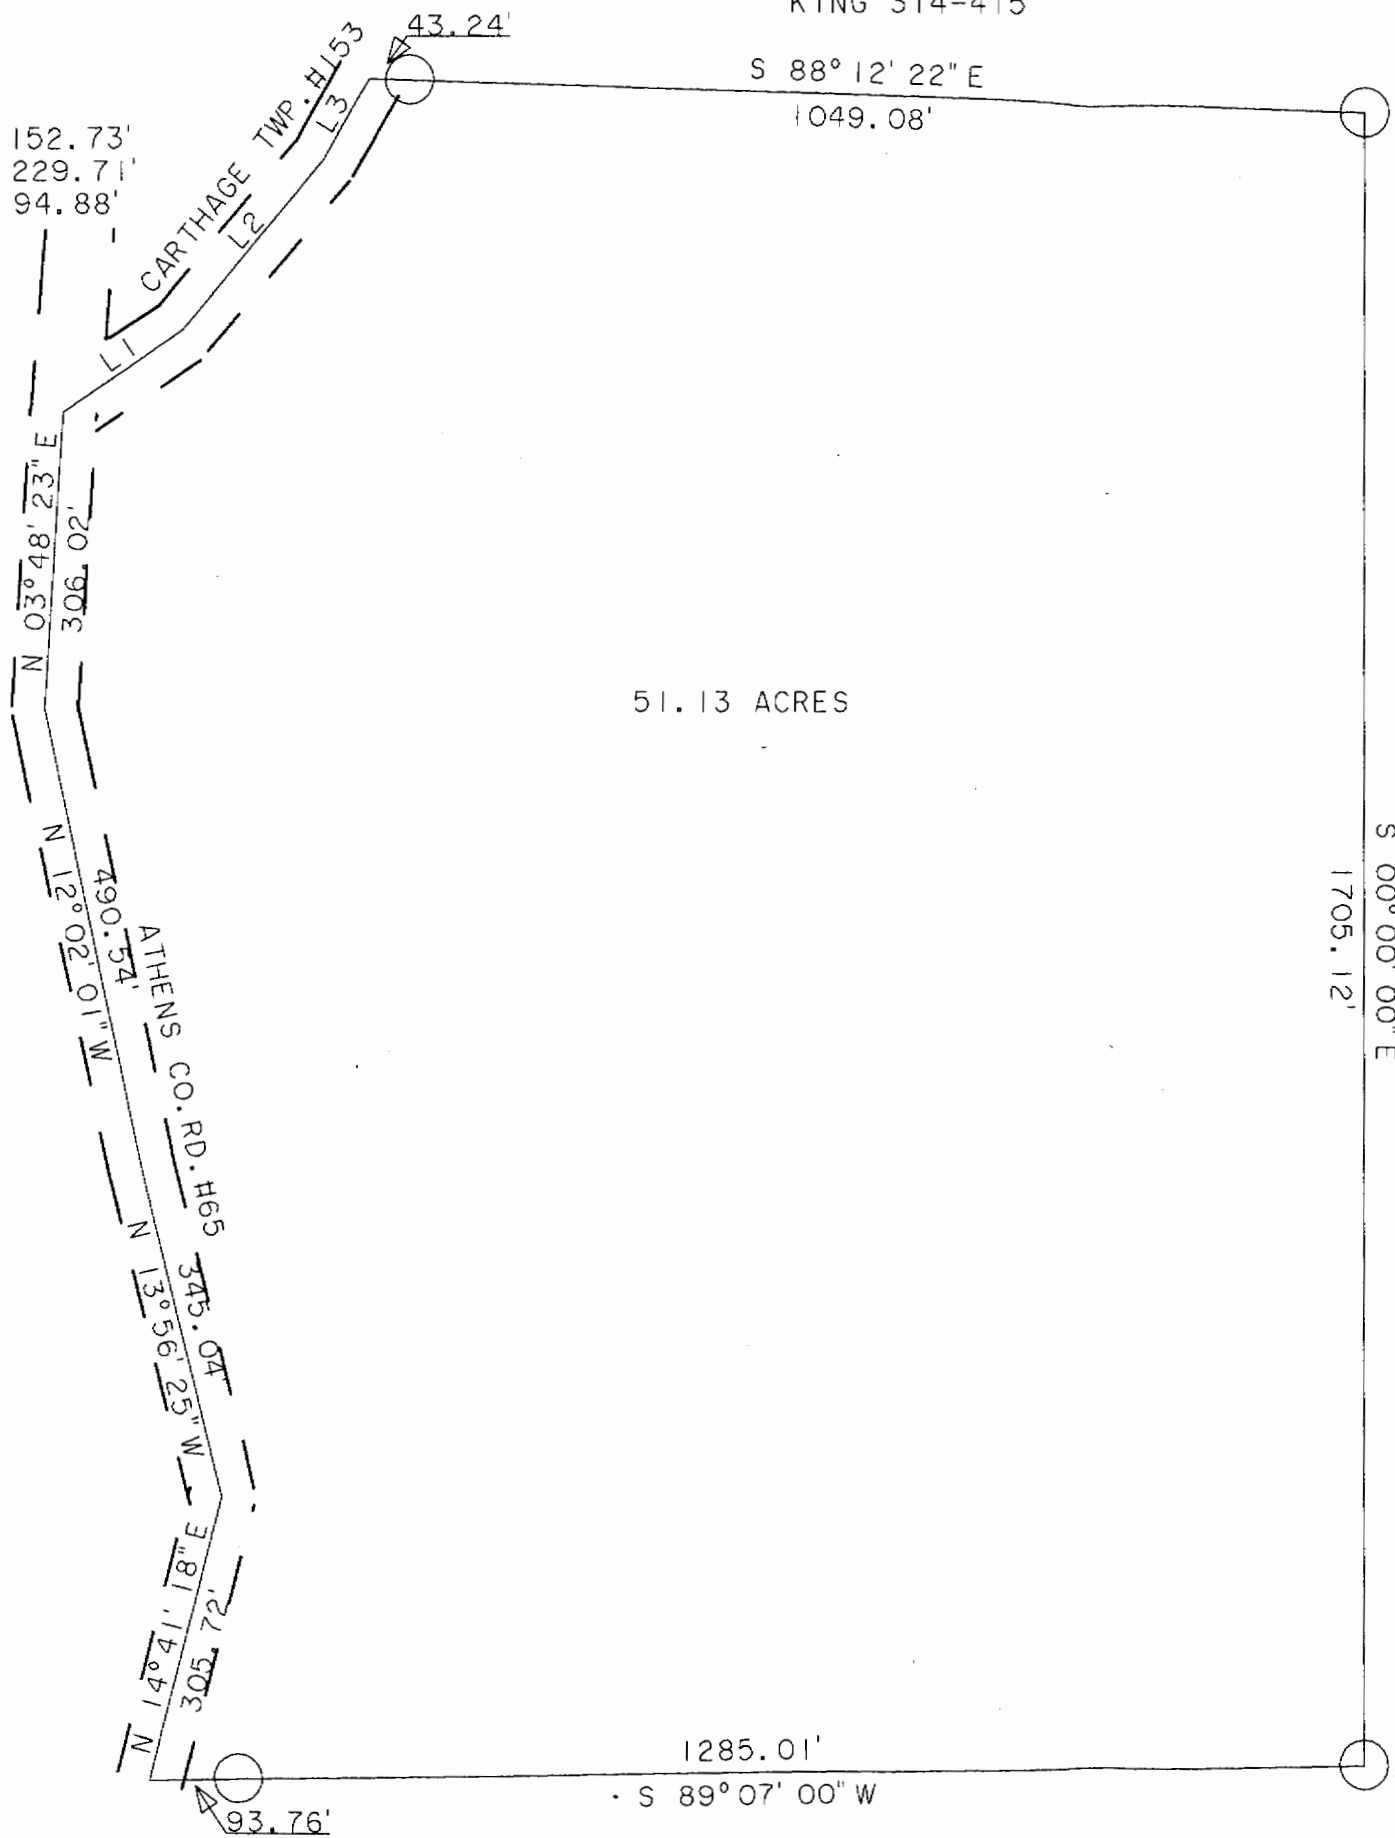 KING 314-415
43.24'
S 88° 12' 22" E
1049.08'
152.73'
229.71'
94.88'
CARTHAGE TWP. #153
L3
L2
L1
N 03° 48' 23" E
306.02'
51.13 ACRES
S 00° 00' 00" E
1705.12'
N 12° 02' 01" W
490.54'
ATHENS CO. RD. #65
N 13° 56' 25" W
345.04'
N 14° 41' 18" E
305.72'
1285.01'
S 89° 07' 00" W
93.76'